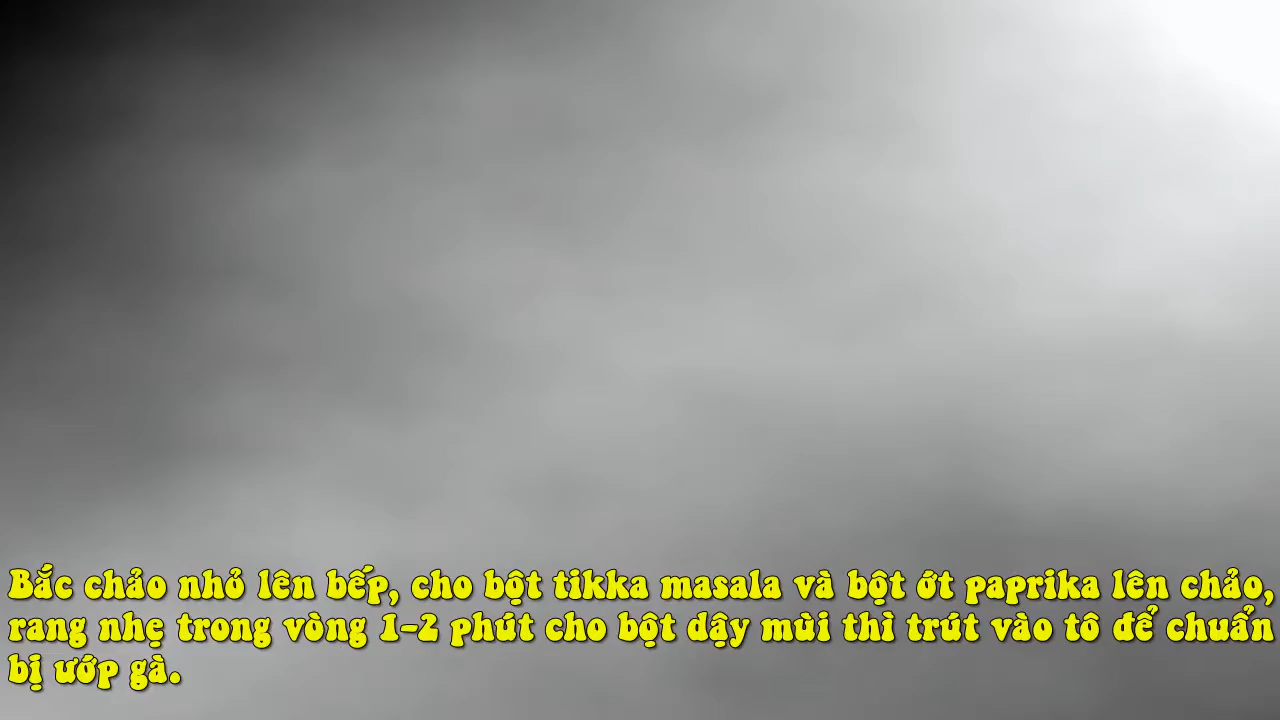 Bắc chảo nhỏ lên bếp, cho bột tikka masala và bột ớt paprika lên chảo,
rang nhẹ trong vòng 1-2 phút cho bột dậy mùi thì trút vào tô để chuẩn
bị ướp gà.